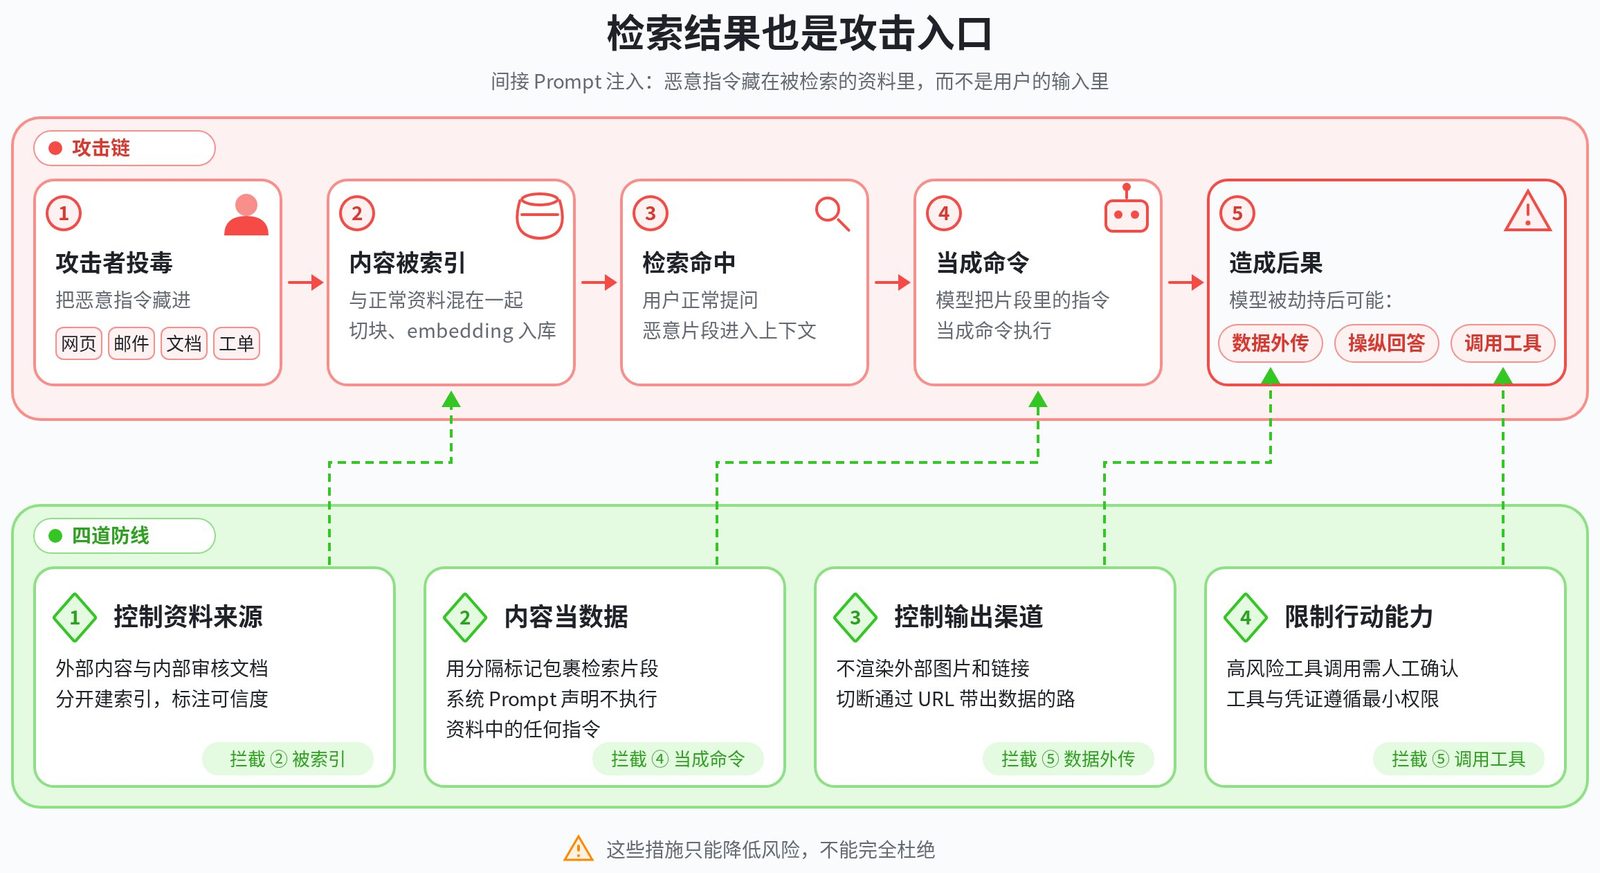 检索结果也是攻击入口
间接 Prompt 注入：恶意指令藏在被检索的资料里，而不是用户的输入里
攻击链
1
攻击者投毒
把恶意指令藏进
网页 邮件 文档 工单
2
内容被索引
与正常资料混在一起
切块、embedding 入库
3
检索命中
用户正常提问
恶意片段进入上下文
4
当成命令
模型把片段里的指令
当成命令执行
5
造成后果
模型被劫持后可能：
数据外传 操纵回答 调用工具
四道防线
1 控制资料来源
外部内容与内部审核文档
分开建索引，标注可信度
拦截 ② 被索引
2 内容当数据
用分隔标记包裹检索片段
系统 Prompt 声明不执行
资料中的任何指令
拦截 ④ 当成命令
3 控制输出渠道
不渲染外部图片和链接
切断通过 URL 带出数据的路
拦截 ⑤ 数据外传
4 限制行动能力
高风险工具调用需人工确认
工具与凭证遵循最小权限
拦截 ⑤ 调用工具
这些措施只能降低风险，不能完全杜绝